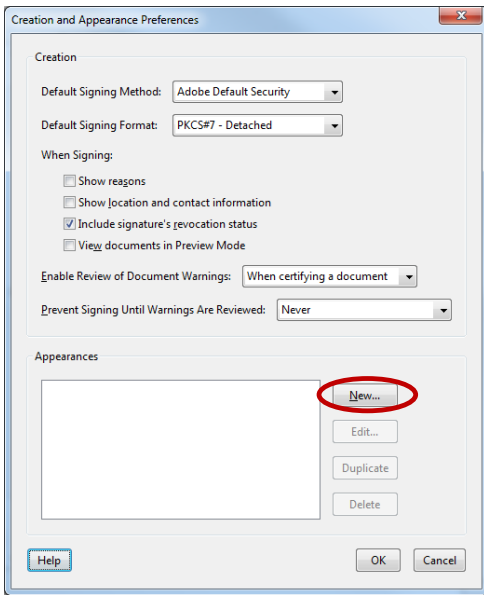 Creation and Appearance Preferences
x
Creation
Default Signing Method: Adobe Default Security
Default Signing Format: PKCS#7 - Detached
When Signing:
Show reasons
Show location and contact information
Include signature's revocation status
View documents in Preview Mode
Enable Review of Document Warnings: When certifying a document
Prevent Signing Until Warnings Are Reviewed: Never
Appearances
New...
Edit...
Duplicate
Delete
Help OK Cancel